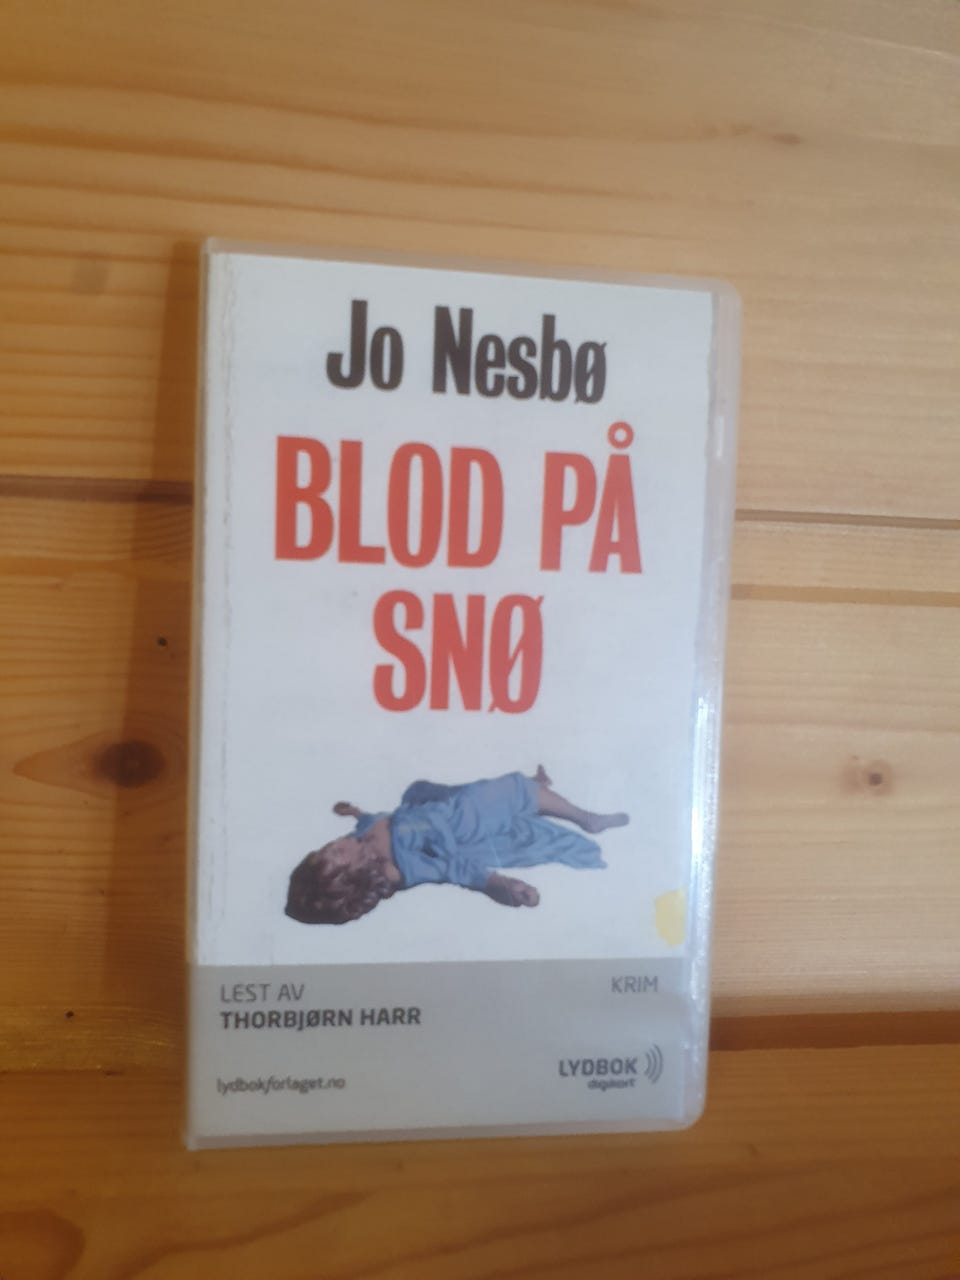 Jo Nesbø
BLOD PÅ
SNØ
LEST AV
THORBJØRN HARR
KRIM
lydbokforlaget.no
LYDBOK
digikort